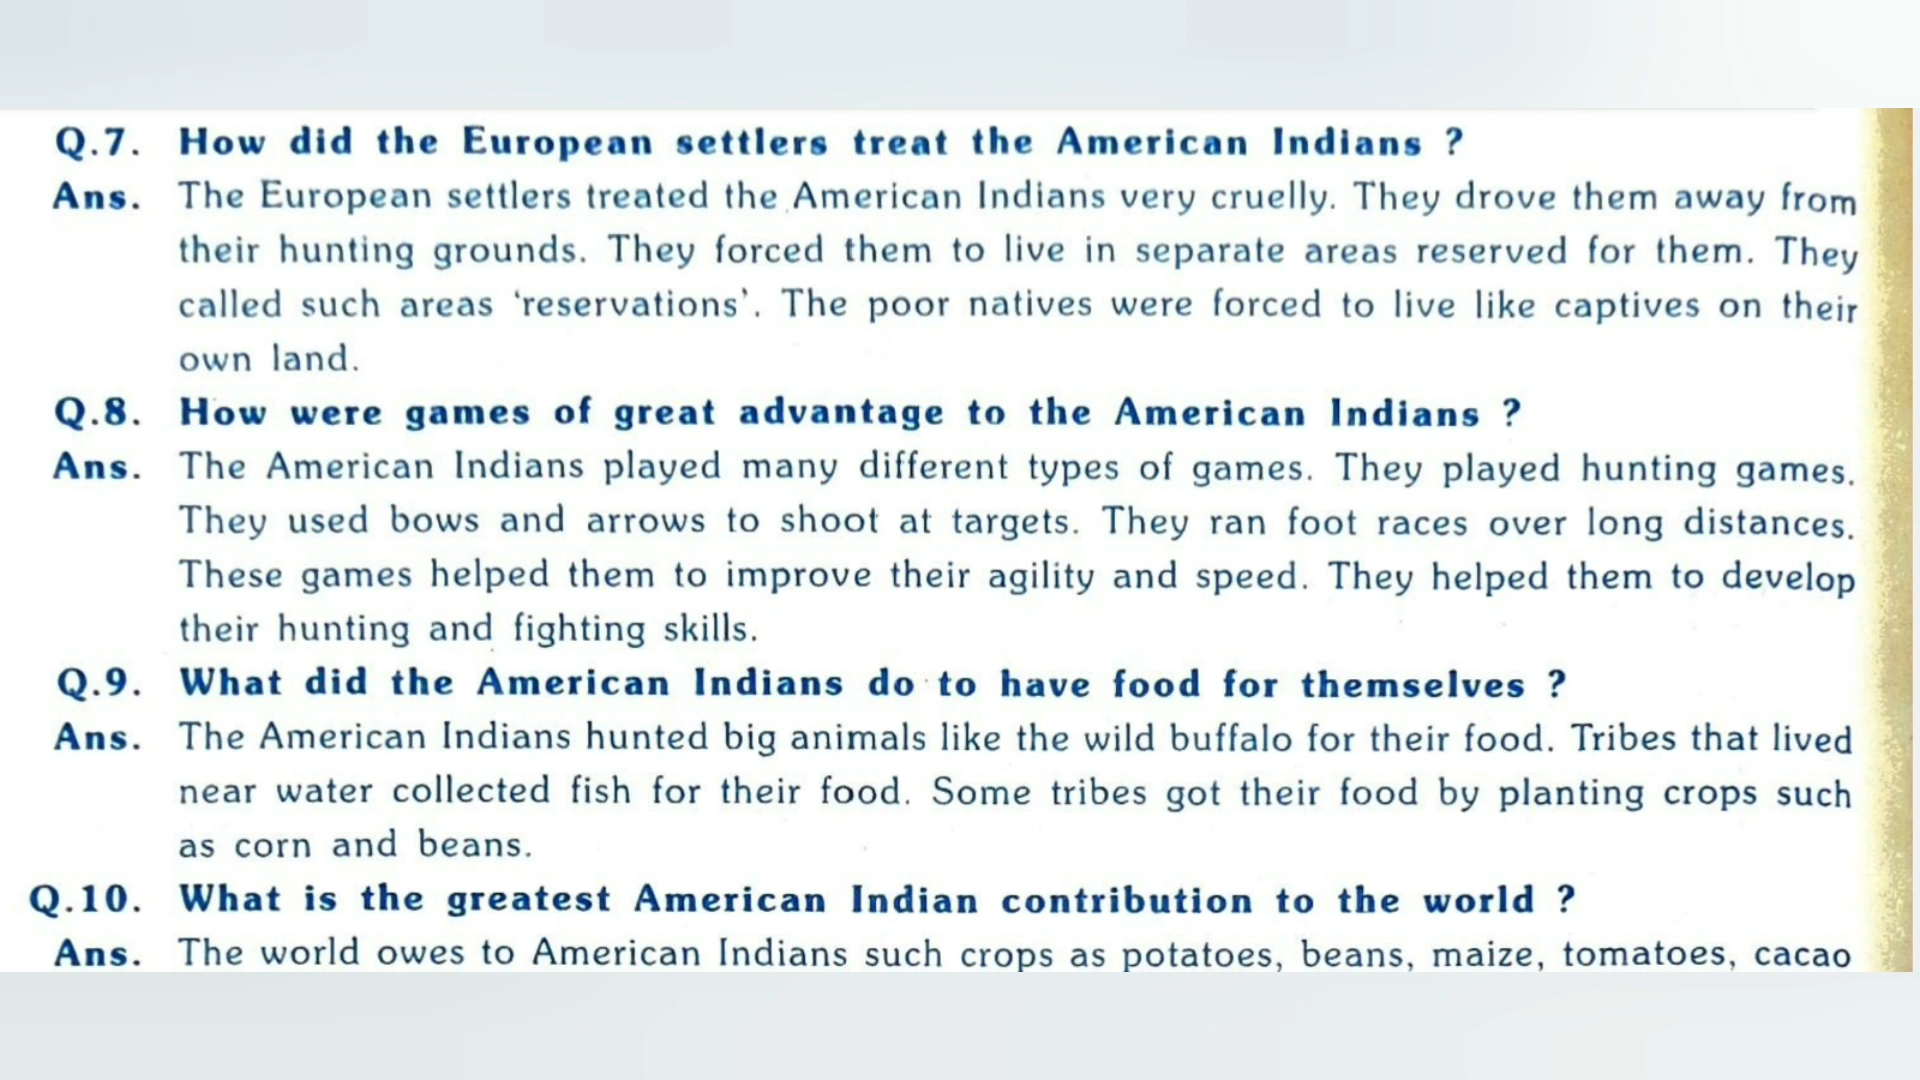 Q.7. How did the European settlers treat the American Indians ?
Ans. The European settlers treated the American Indians very cruelly. They drove them away from
their hunting grounds. They forced them to live in separate areas reserved for them. They
called such areas ‘reservations’. The poor natives were forced to live like captives on their
own land.
Q.8. How were games of great advantage to the American Indians ?
Ans. The American Indians played many different types of games. They played hunting games.
They used bows and arrows to shoot at targets. They ran foot races over long distances.
These games helped them to improve their agility and speed. They helped them to develop
their hunting and fighting skills.
Q.9. What did the American Indians do to have food for themselves ?
Ans. The American Indians hunted big animals like the wild buffalo for their food. Tribes that lived
near water collected fish for their food. Some tribes got their food by planting crops such
as corn and beans.
Q.10. What is the greatest American Indian contribution to the world ?
Ans. The world owes to American Indians such crops as potatoes, beans, maize, tomatoes, cacao